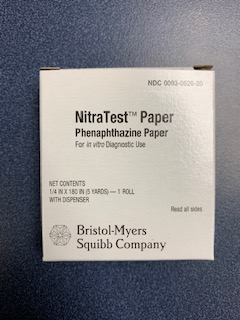 NDC 0003-0626-20
NitraTest™ Paper
Phenaphthazine Paper
For in vitro Diagnostic Use
NET CONTENTS
1/4 IN X 180 IN (5 YARDS) — 1 ROLL
WITH DISPENSER
Read all sides
Bristol-Myers
Squibb Company